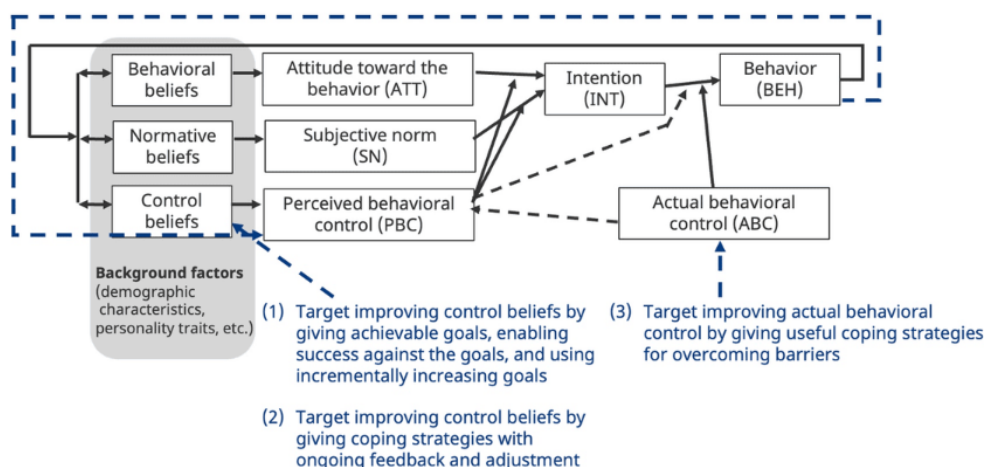 Behavioral
beliefs
Attitude toward the
behavior (ATT)
Intention
(INT)
Behavior
(BEH)
Normative
beliefs
Subjective norm
(SN)
Control
beliefs
Perceived behavioral
control (PBC)
Actual behavioral
control (ABC)
Background factors
(demographic
characteristics,
personality traits, etc.)
(1) Target improving control beliefs by
giving achievable goals, enabling
success against the goals, and using
incrementally increasing goals
(2) Target improving control beliefs by
giving coping strategies with
ongoing feedback and adjustment
(3) Target improving actual behavioral
control by giving useful coping strategies
for overcoming barriers